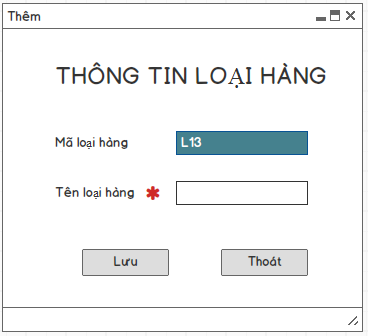 Thêm
THÔNG TIN LOẠI HÀNG
Mã loại hàng
L13
Tên loại hàng *
Lưu
Thoát